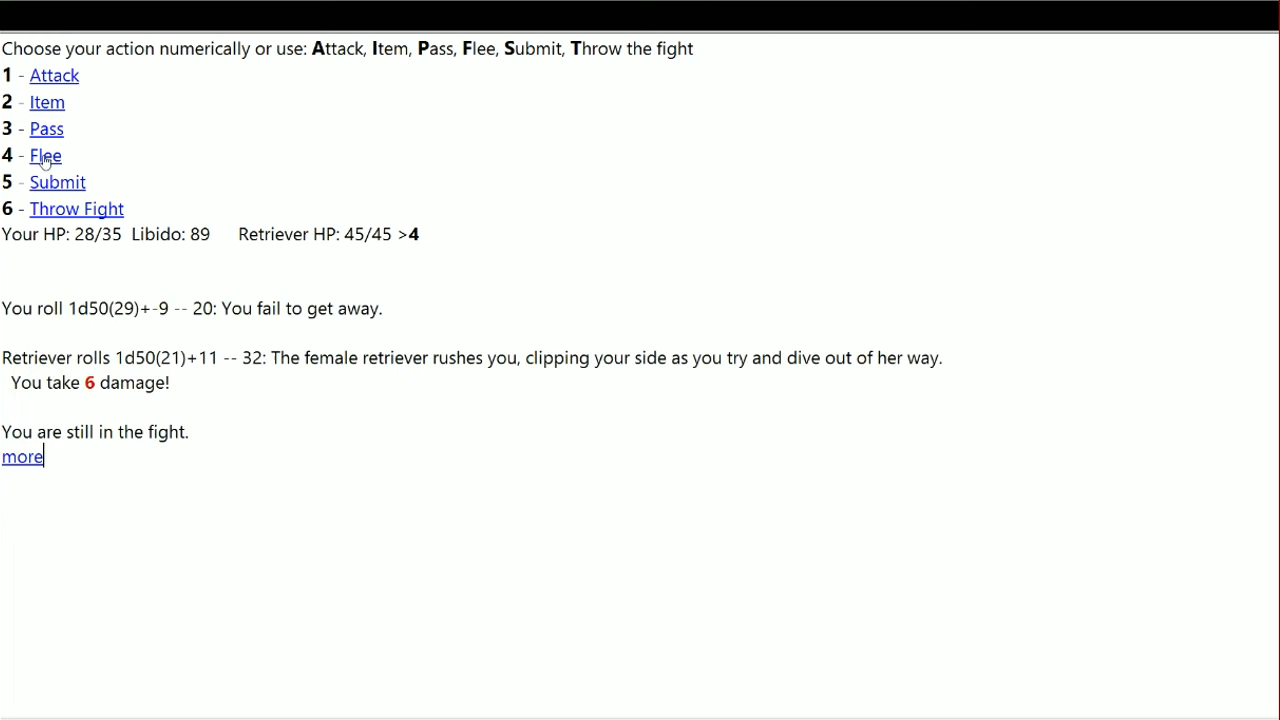 Choose your action numerically or use: Attack, Item, Pass, Flee, Submit, Throw the fight
1 - Attack
2 - Item
3 - Pass
4 - Flee
5 - Submit
6 - Throw Fight
Your HP: 28/35 Libido: 89 Retriever HP: 45/45 >4
You roll 1d50(29)+-9 -- 20: You fail to get away.
Retriever rolls 1d50(21)+11 -- 32: The female retriever rushes you, clipping your side as you try and dive out of her way.
You take 6 damage!
You are still in the fight.
more